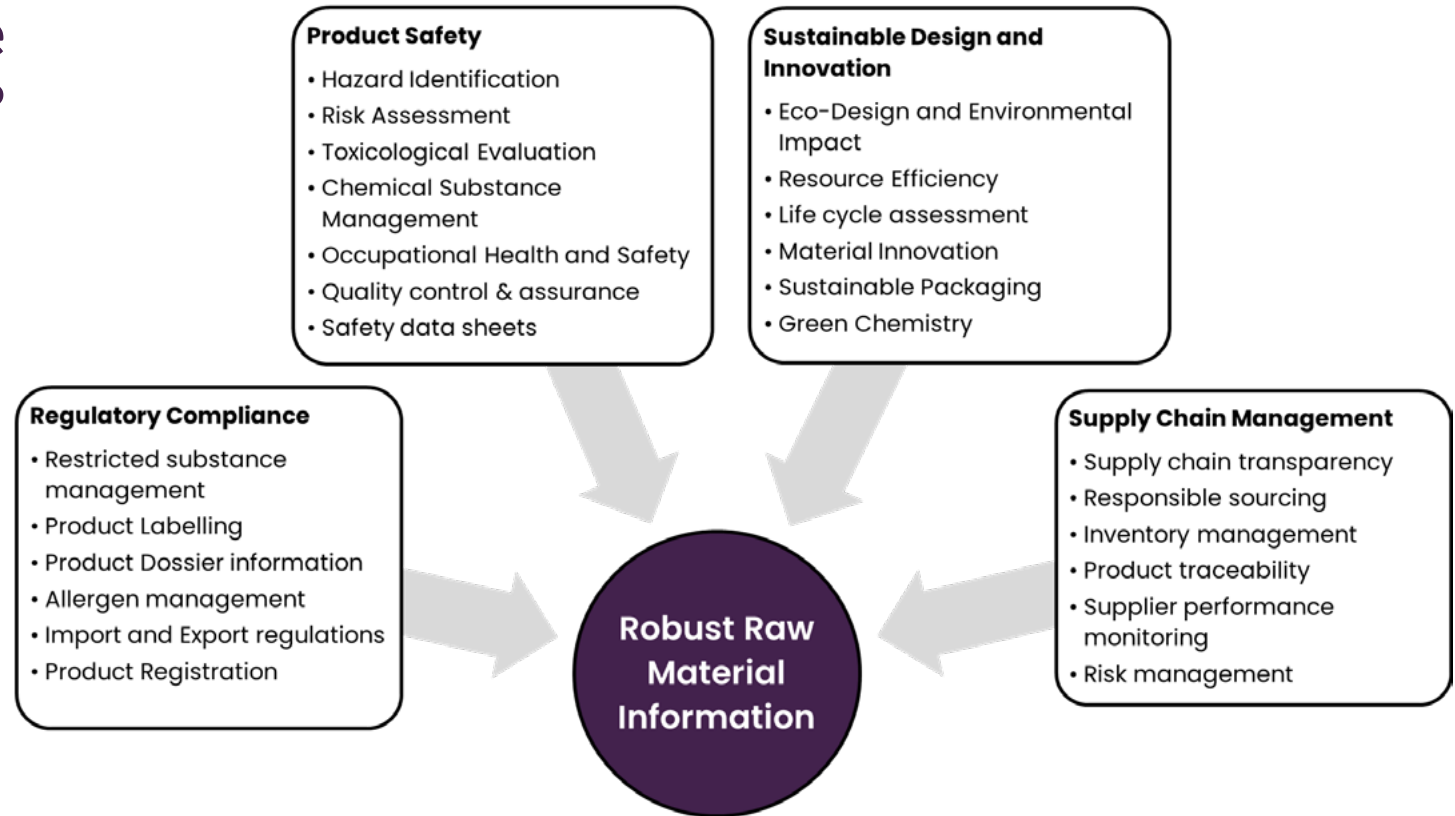 Product Safety
• Hazard Identification
• Risk Assessment
• Toxicological Evaluation
• Chemical Substance
Management
• Occupational Health and Safety
• Quality control & assurance
• Safety data sheets
Sustainable Design and
Innovation
• Eco-Design and Environmental
Impact
• Resource Efficiency
• Life cycle assessment
• Material Innovation
• Sustainable Packaging
• Green Chemistry
Regulatory Compliance
• Restricted substance
management
• Product Labelling
• Product Dossier information
• Allergen management
• Import and Export regulations
• Product Registration
Supply Chain Management
• Supply chain transparency
• Responsible sourcing
• Inventory management
• Product traceability
• Supplier performance
monitoring
• Risk management
Robust Raw
Material
Information